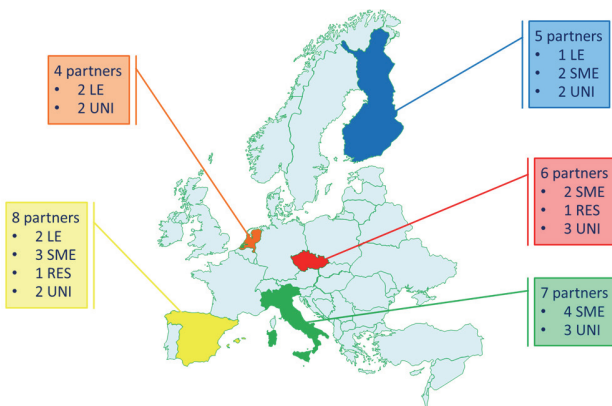 4 partners
• 2 LE
• 2 UNI
5 partners
• 1 LE
• 2 SME
• 2 UNI
8 partners
• 2 LE
• 3 SME
• 1 RES
• 2 UNI
6 partners
• 2 SME
• 1 RES
• 3 UNI
7 partners
• 4 SME
• 3 UNI